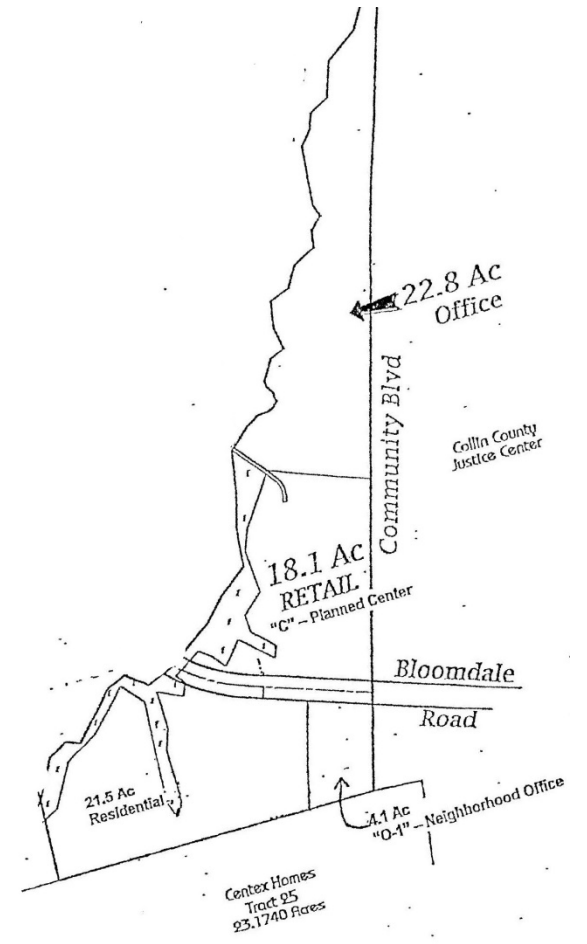 22.8 Ac
Office
Community Blvd
Collin County
Justice Center
18.1 Ac
RETAIL
"C" – Planned Center
Bloomdale
Road
21.5 Ac
Residential
4.1 Ac
"O-1" – Neighborhood Office
Centex Homes
Tract 25
23.1740 Acres